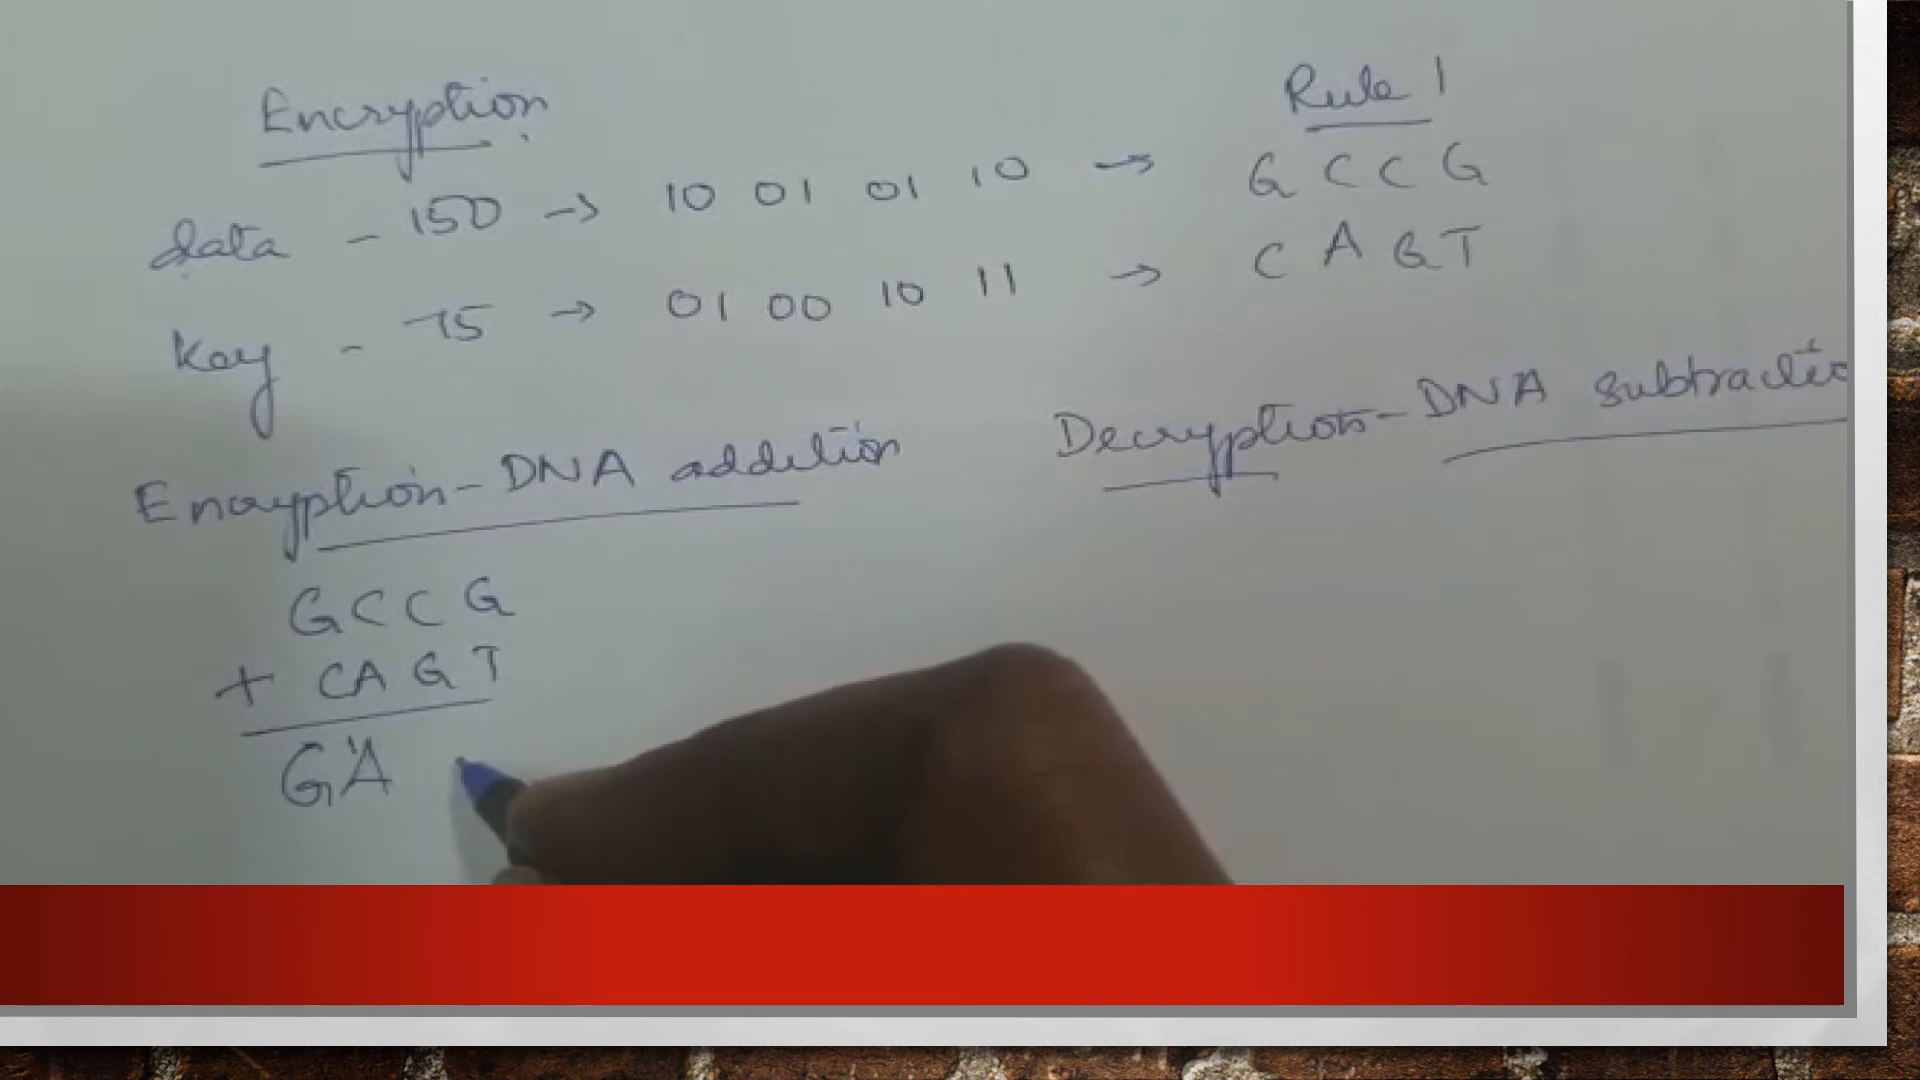 Encryption
Rule 1
data - 150 → 10 01 01 10 → G C C G
Key - 75 → 01 00 10 11 → C A G T
Encryption - DNA addition
Decryption - DNA subtractio
G C C G
+ C A G T
G A